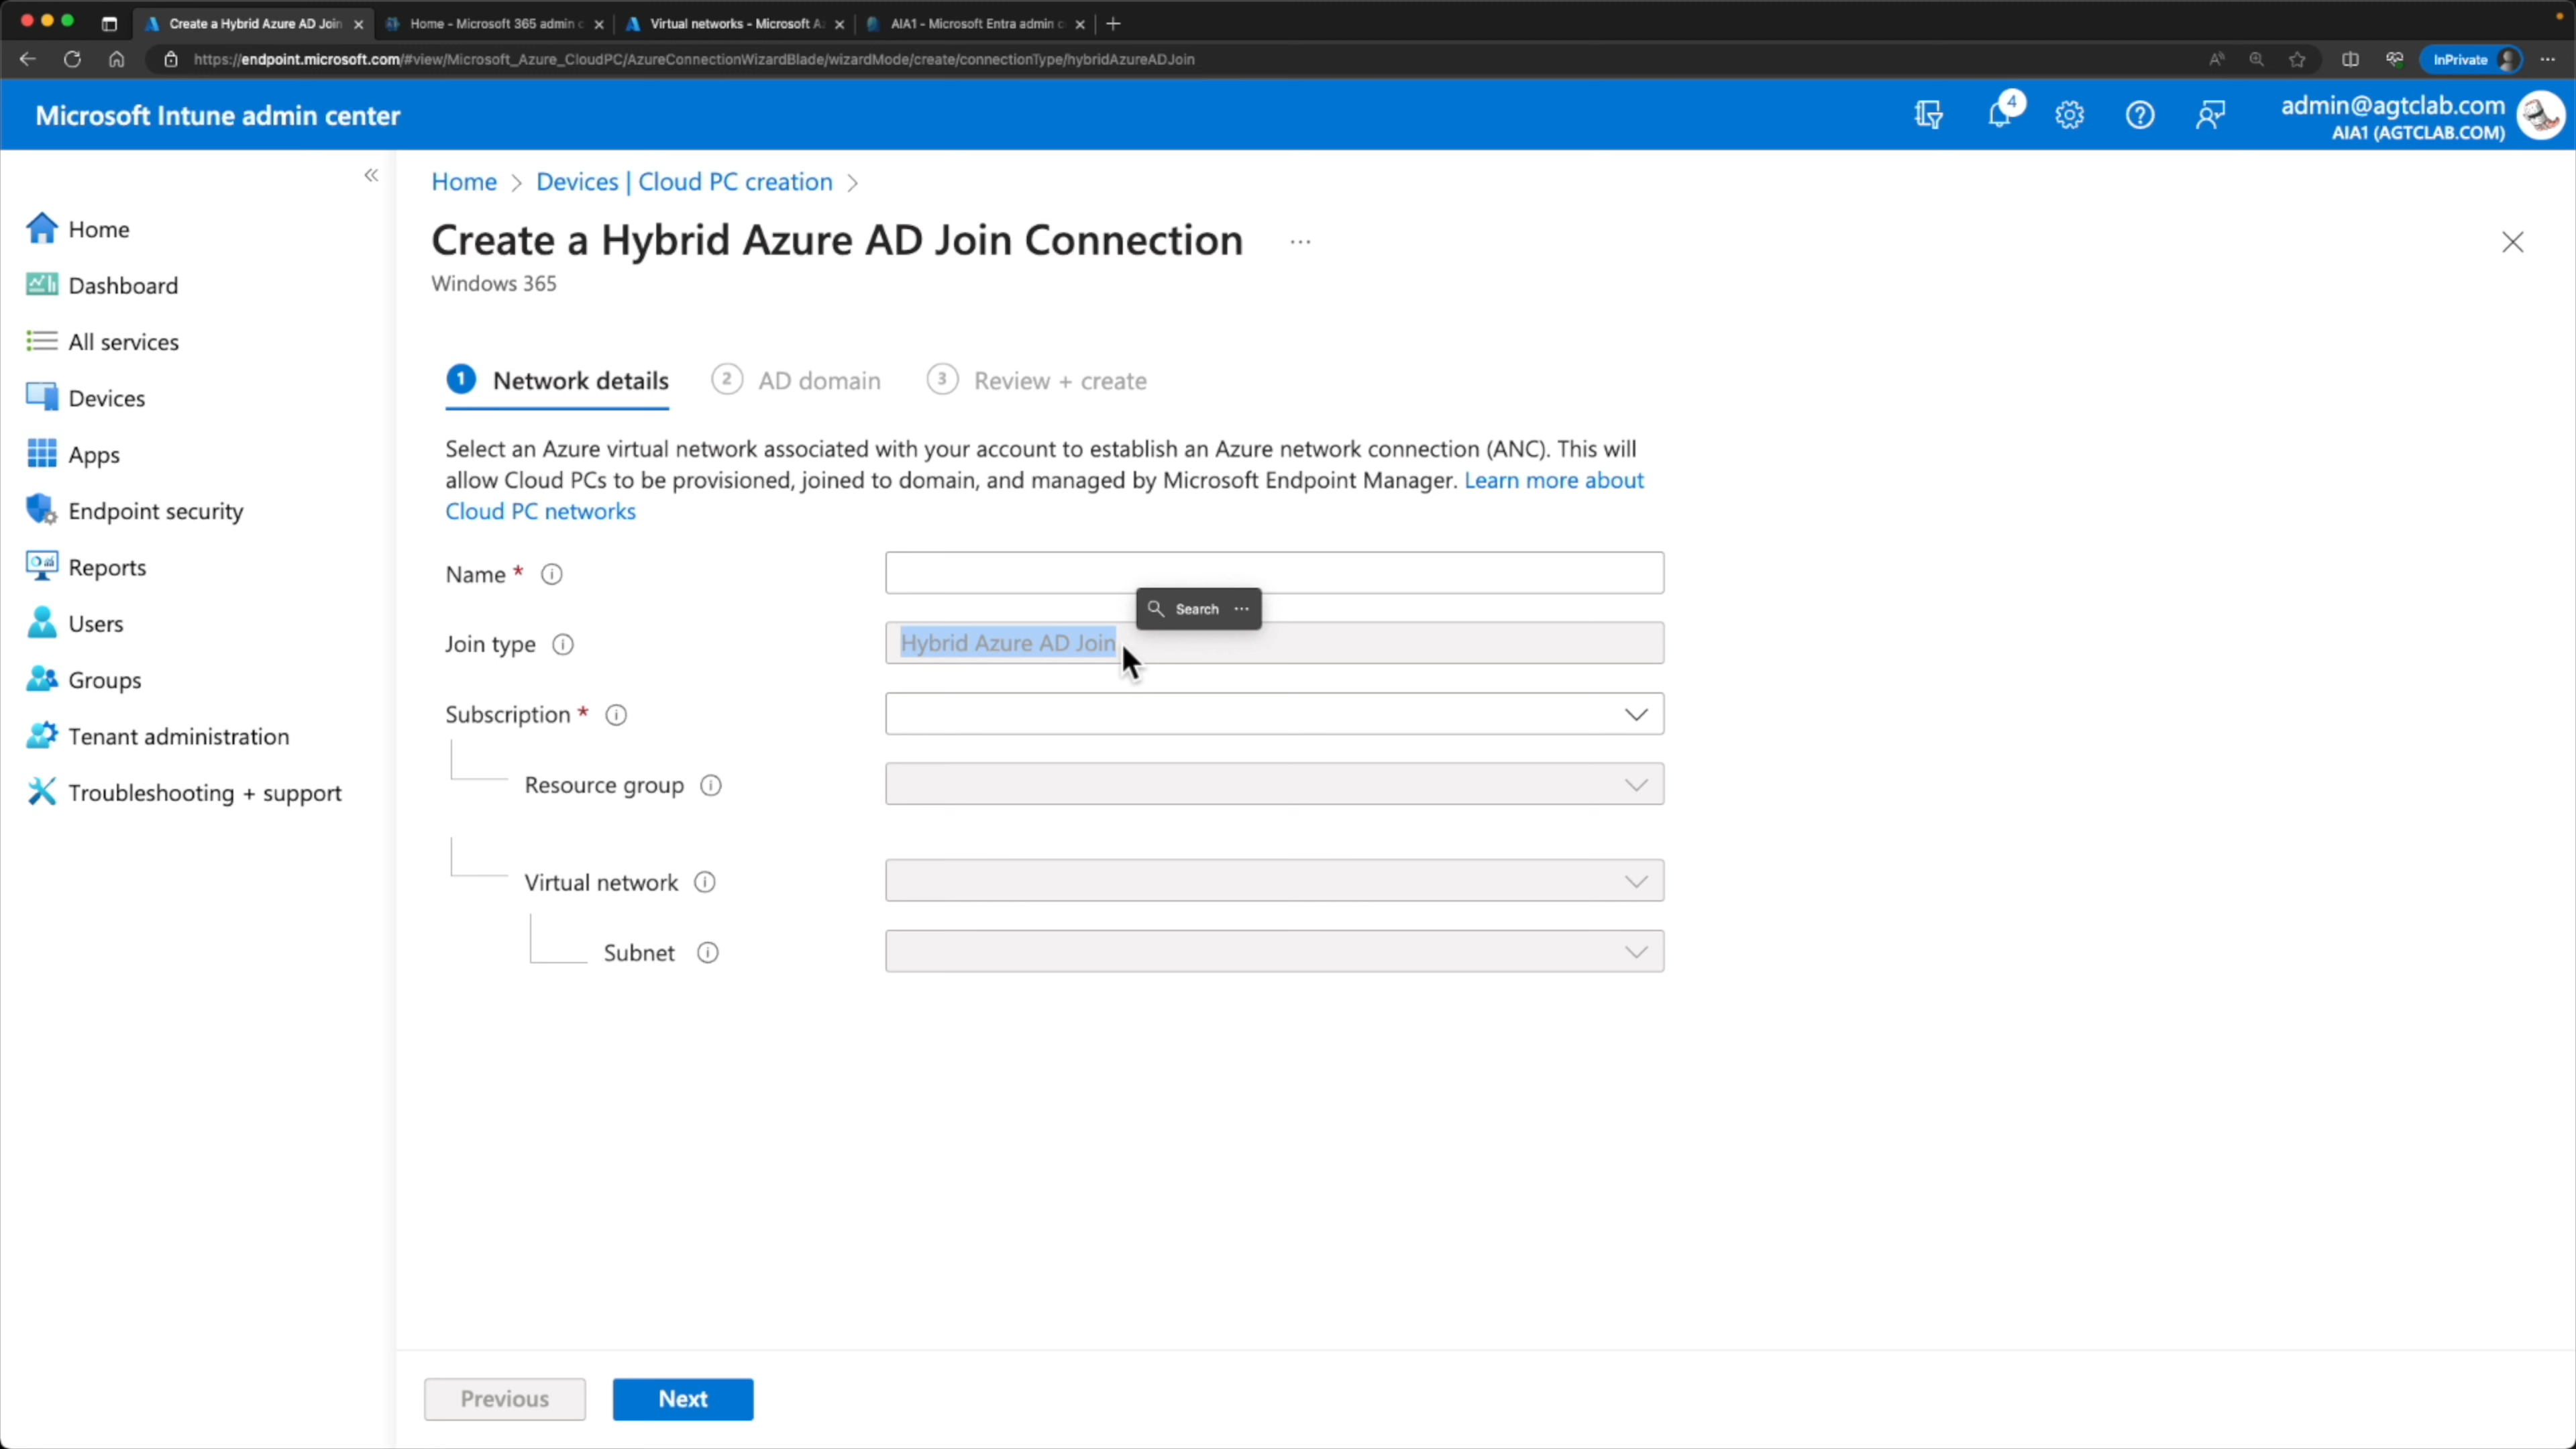 Create a Hybrid Azure AD Join
Home - Microsoft 365 admin c
Virtual networks - Microsoft A
AIA1 - Microsoft Entra admin c
https://endpoint.microsoft.com/#view/Microsoft_Azure_CloudPC/AzureConnectionWizardBlade/wizardMode/create/connectionType/hybridAzureADJoin
InPrivate
Microsoft Intune admin center
4
admin@agtclab.com
AIA1 (AGTCLAB.COM)
Home
Dashboard
All services
Devices
Apps
Endpoint security
Reports
Users
Groups
Tenant administration
Troubleshooting + support
Home > Devices | Cloud PC creation >
Create a Hybrid Azure AD Join Connection ...
Windows 365
1 Network details
2 AD domain
3 Review + create
Select an Azure virtual network associated with your account to establish an Azure network connection (ANC). This will
allow Cloud PCs to be provisioned, joined to domain, and managed by Microsoft Endpoint Manager. Learn more about
Cloud PC networks
Name *
Search ...
Join type
Hybrid Azure AD Join
Subscription *
Resource group
Virtual network
Subnet
Previous
Next